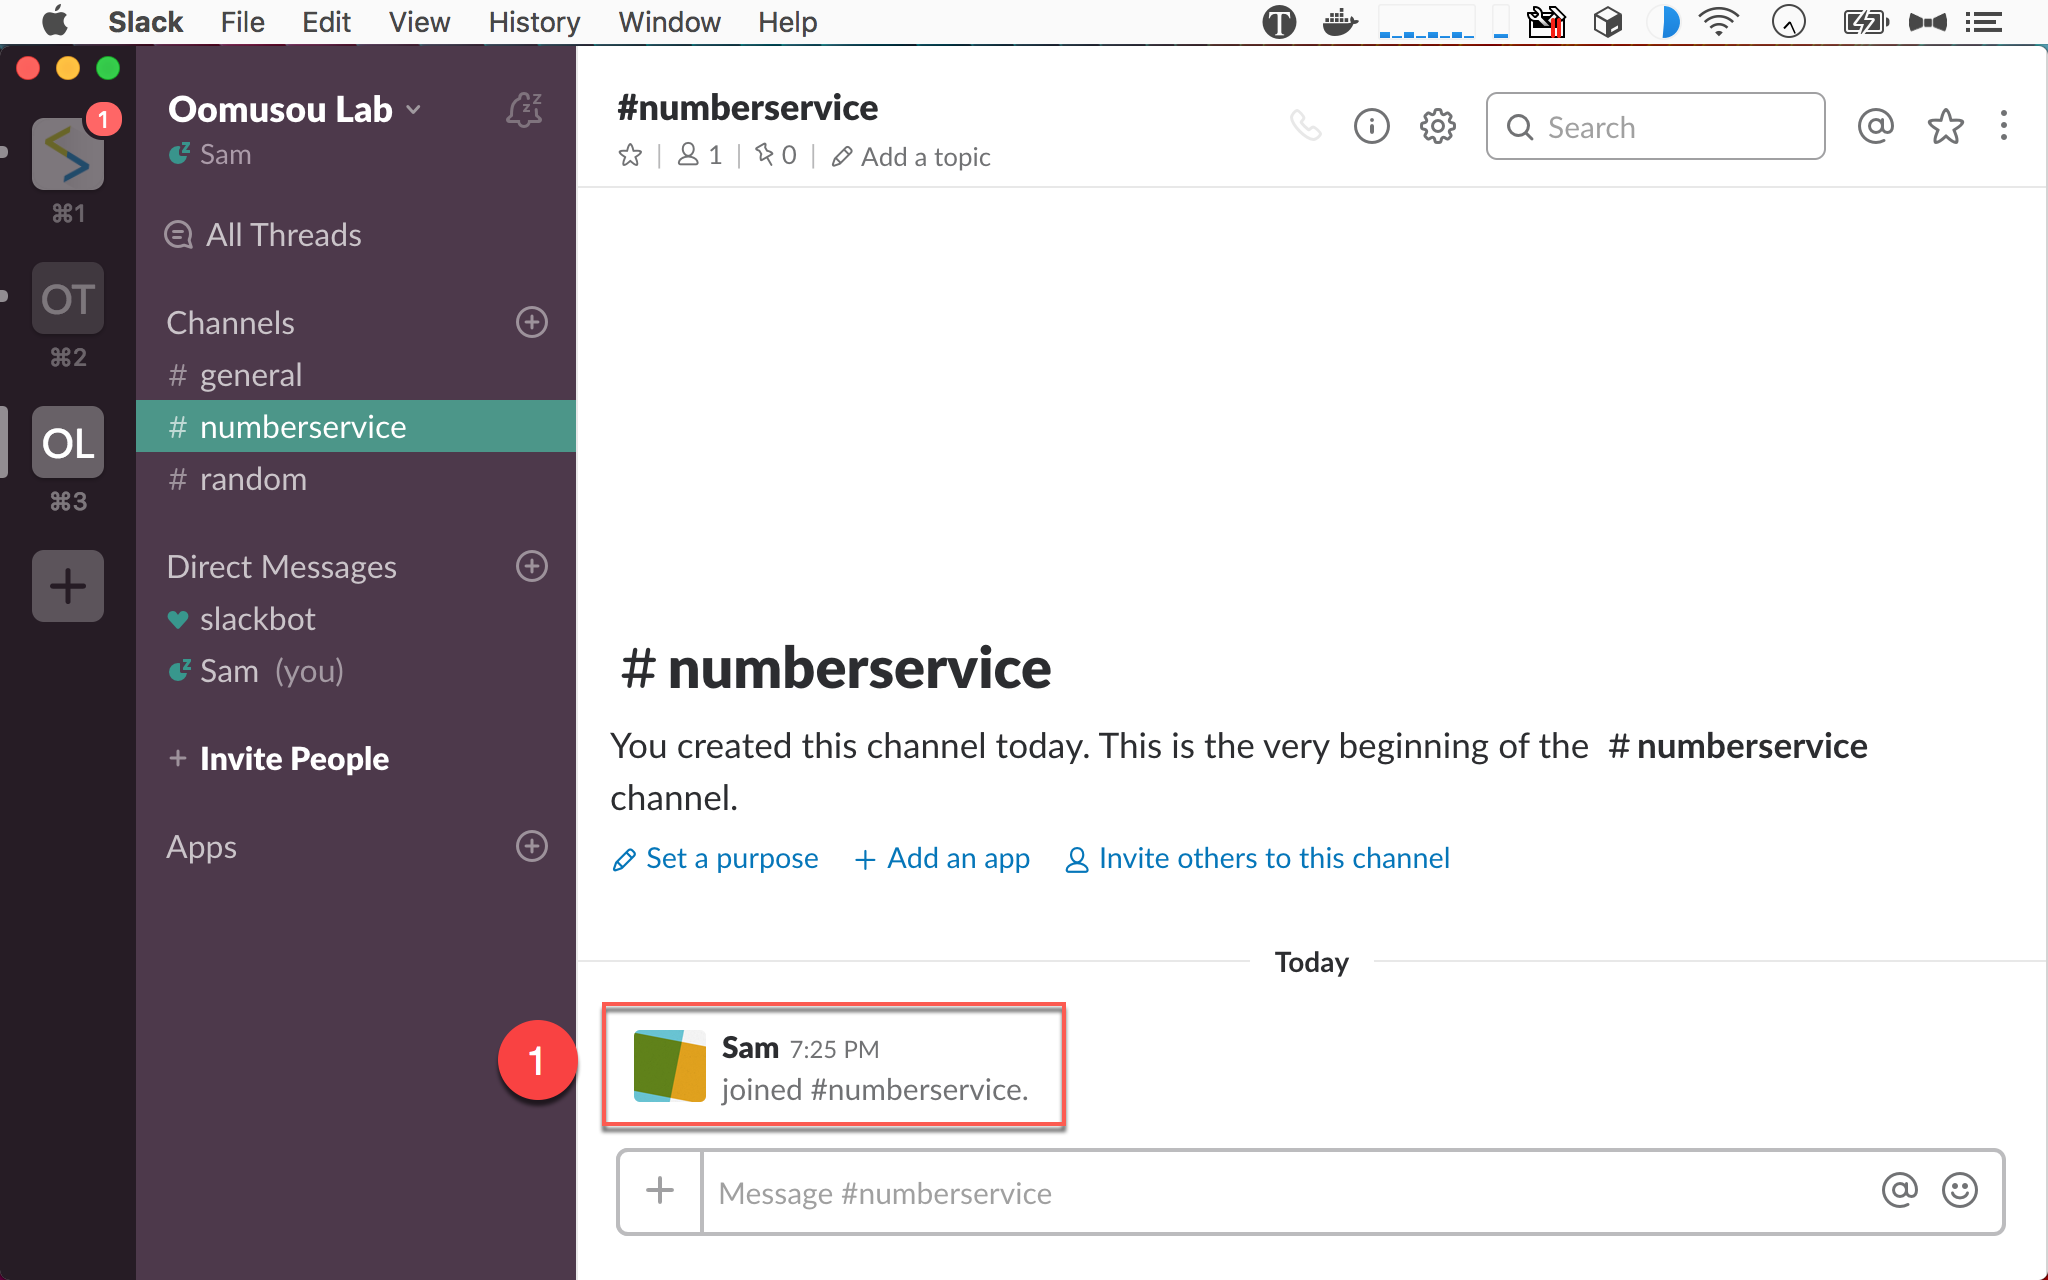 Slack File Edit View History Window Help
1
⌘1
OT
⌘2
OL
⌘3
Oomusou Lab
Sam
All Threads
Channels
# general
# numberservice
# random
Direct Messages
slackbot
Sam (you)
+ Invite People
Apps
#numberservice
1 | 0 | Add a topic
Search
# numberservice
You created this channel today. This is the very beginning of the # numberservice
channel.
Set a purpose + Add an app Invite others to this channel
Today
1
Sam 7:25 PM
joined #numberservice.
+ Message #numberservice